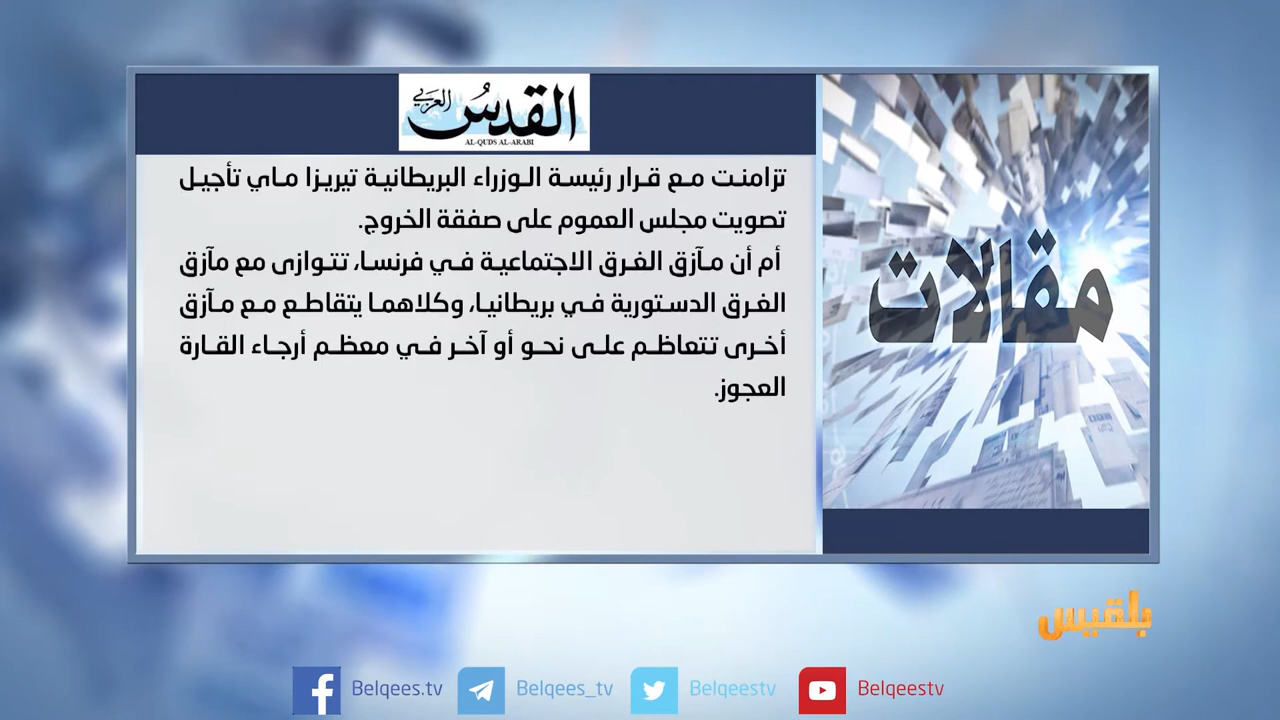 القدس العربي
AL-QUDS AL-ARABI
تزامنت مع قرار رئيسة الوزراء البريطانية تيريزا ماي تأجيل
تصويت مجلس العموم على صفقة الخروج.
أم أن مآزق الغرق الاجتماعية في فرنسا، تتوازى مع مآزق
الغرق الدستورية في بريطانيا، وكلاهما يتقاطع مع مآزق
أخرى تتعاظم على نحو أو آخر في معظم أرجاء القارة
العجوز.
مقالات
بلقيس
Belqees.tv
Belqees_tv
Belqeestv
Belqeestv